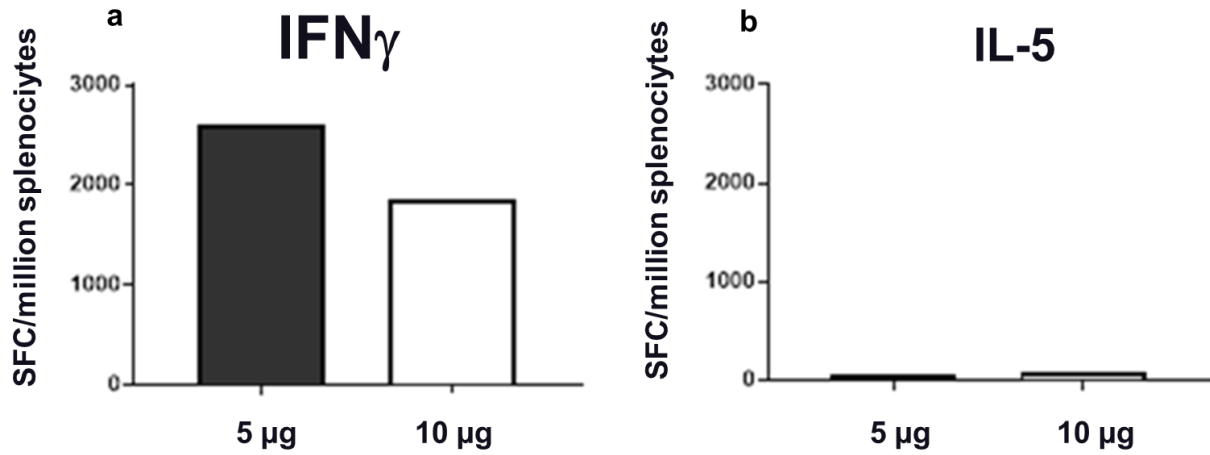 a
IFNγ
SFC/million splenociytes
3000
2000
1000
0
5 µg
10 µg
b
IL-5
SFC/million splenocytes
3000
2000
1000
0
5 µg
10 µg